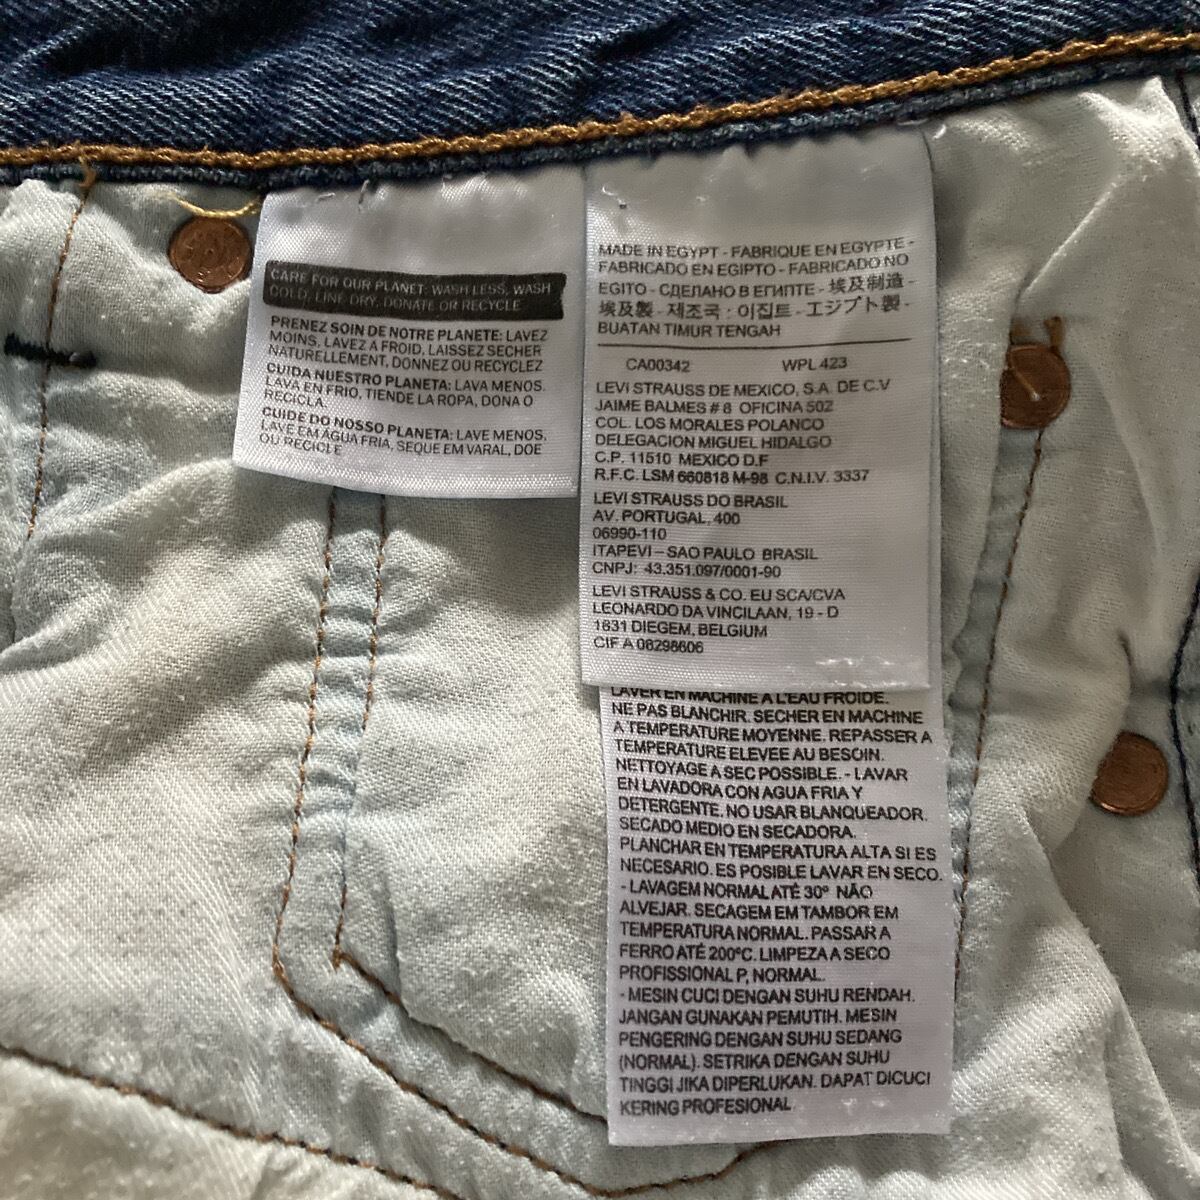 CARE FOR OUR PLANET: WASH LESS, WASH
COLD, LINE DRY, DONATE OR RECYCLE
PRENEZ SOIN DE NOTRE PLANETE: LAVEZ
MOINS, LAVEZ A FROID, LAISSEZ SECHER
NATURELLEMENT, DONNEZ OU RECYCLEZ
CUIDA NUESTRO PLANETA: LAVA MENOS,
LAVA EN FRIO, TIENDE LA ROPA, DONA O
RECICLA.
CUIDE DO NOSSO PLANETA: LAVE MENOS,
LAVE EM ÁGUA FRIA, SEQUE EM VARAL, DOE
OU RECICLE
MADE IN EGYPT - FABRIQUE EN EGYPTE -
FABRICADO EN EGIPTO - FABRICADO NO
EGITO - СДЕЛАНО В ЕГИПТЕ - 埃及制造 -
埃及製 - 제조국 : 이집트 - エジプト製 -
BUATAN TIMUR TENGAH
CA00342 WPL 423
LEVI STRAUSS DE MEXICO, S.A. DE C.V
JAIME BALMES # 8 OFICINA 502
COL. LOS MORALES POLANCO
DELEGACION MIGUEL HIDALGO
C.P. 11510 MEXICO D.F
R.F.C. LSM 660818 M-98 C.N.I.V. 3337
LEVI STRAUSS DO BRASIL
AV. PORTUGAL, 400
06990-110
ITAPEVI – SAO PAULO BRASIL
CNPJ: 43.351.097/0001-90
LEVI STRAUSS & CO. EU SCA/CVA
LEONARDO DA VINCILAAN, 19 - D
1831 DIEGEM, BELGIUM
CIF A 08298606
LAVER EN MACHINE A L'EAU FROIDE.
NE PAS BLANCHIR. SECHER EN MACHINE
A TEMPERATURE MOYENNE. REPASSER A
TEMPERATURE ELEVEE AU BESOIN.
NETTOYAGE A SEC POSSIBLE. - LAVAR
EN LAVADORA CON AGUA FRIA Y
DETERGENTE. NO USAR BLANQUEADOR.
SECADO MEDIO EN SECADORA.
PLANCHAR EN TEMPERATURA ALTA SI ES
NECESARIO. ES POSIBLE LAVAR EN SECO.
- LAVAGEM NORMAL ATÉ 30º NÃO
ALVEJAR. SECAGEM EM TAMBOR EM
TEMPERATURA NORMAL. PASSAR A
FERRO ATÉ 200ºC. LIMPEZA A SECO
PROFISSIONAL P, NORMAL.
- MESIN CUCI DENGAN SUHU RENDAH.
JANGAN GUNAKAN PEMUTIH. MESIN
PENGERING DENGAN SUHU SEDANG
(NORMAL). SETRIKA DENGAN SUHU
TINGGI JIKA DIPERLUKAN. DAPAT DICUCI
KERING PROFESIONAL